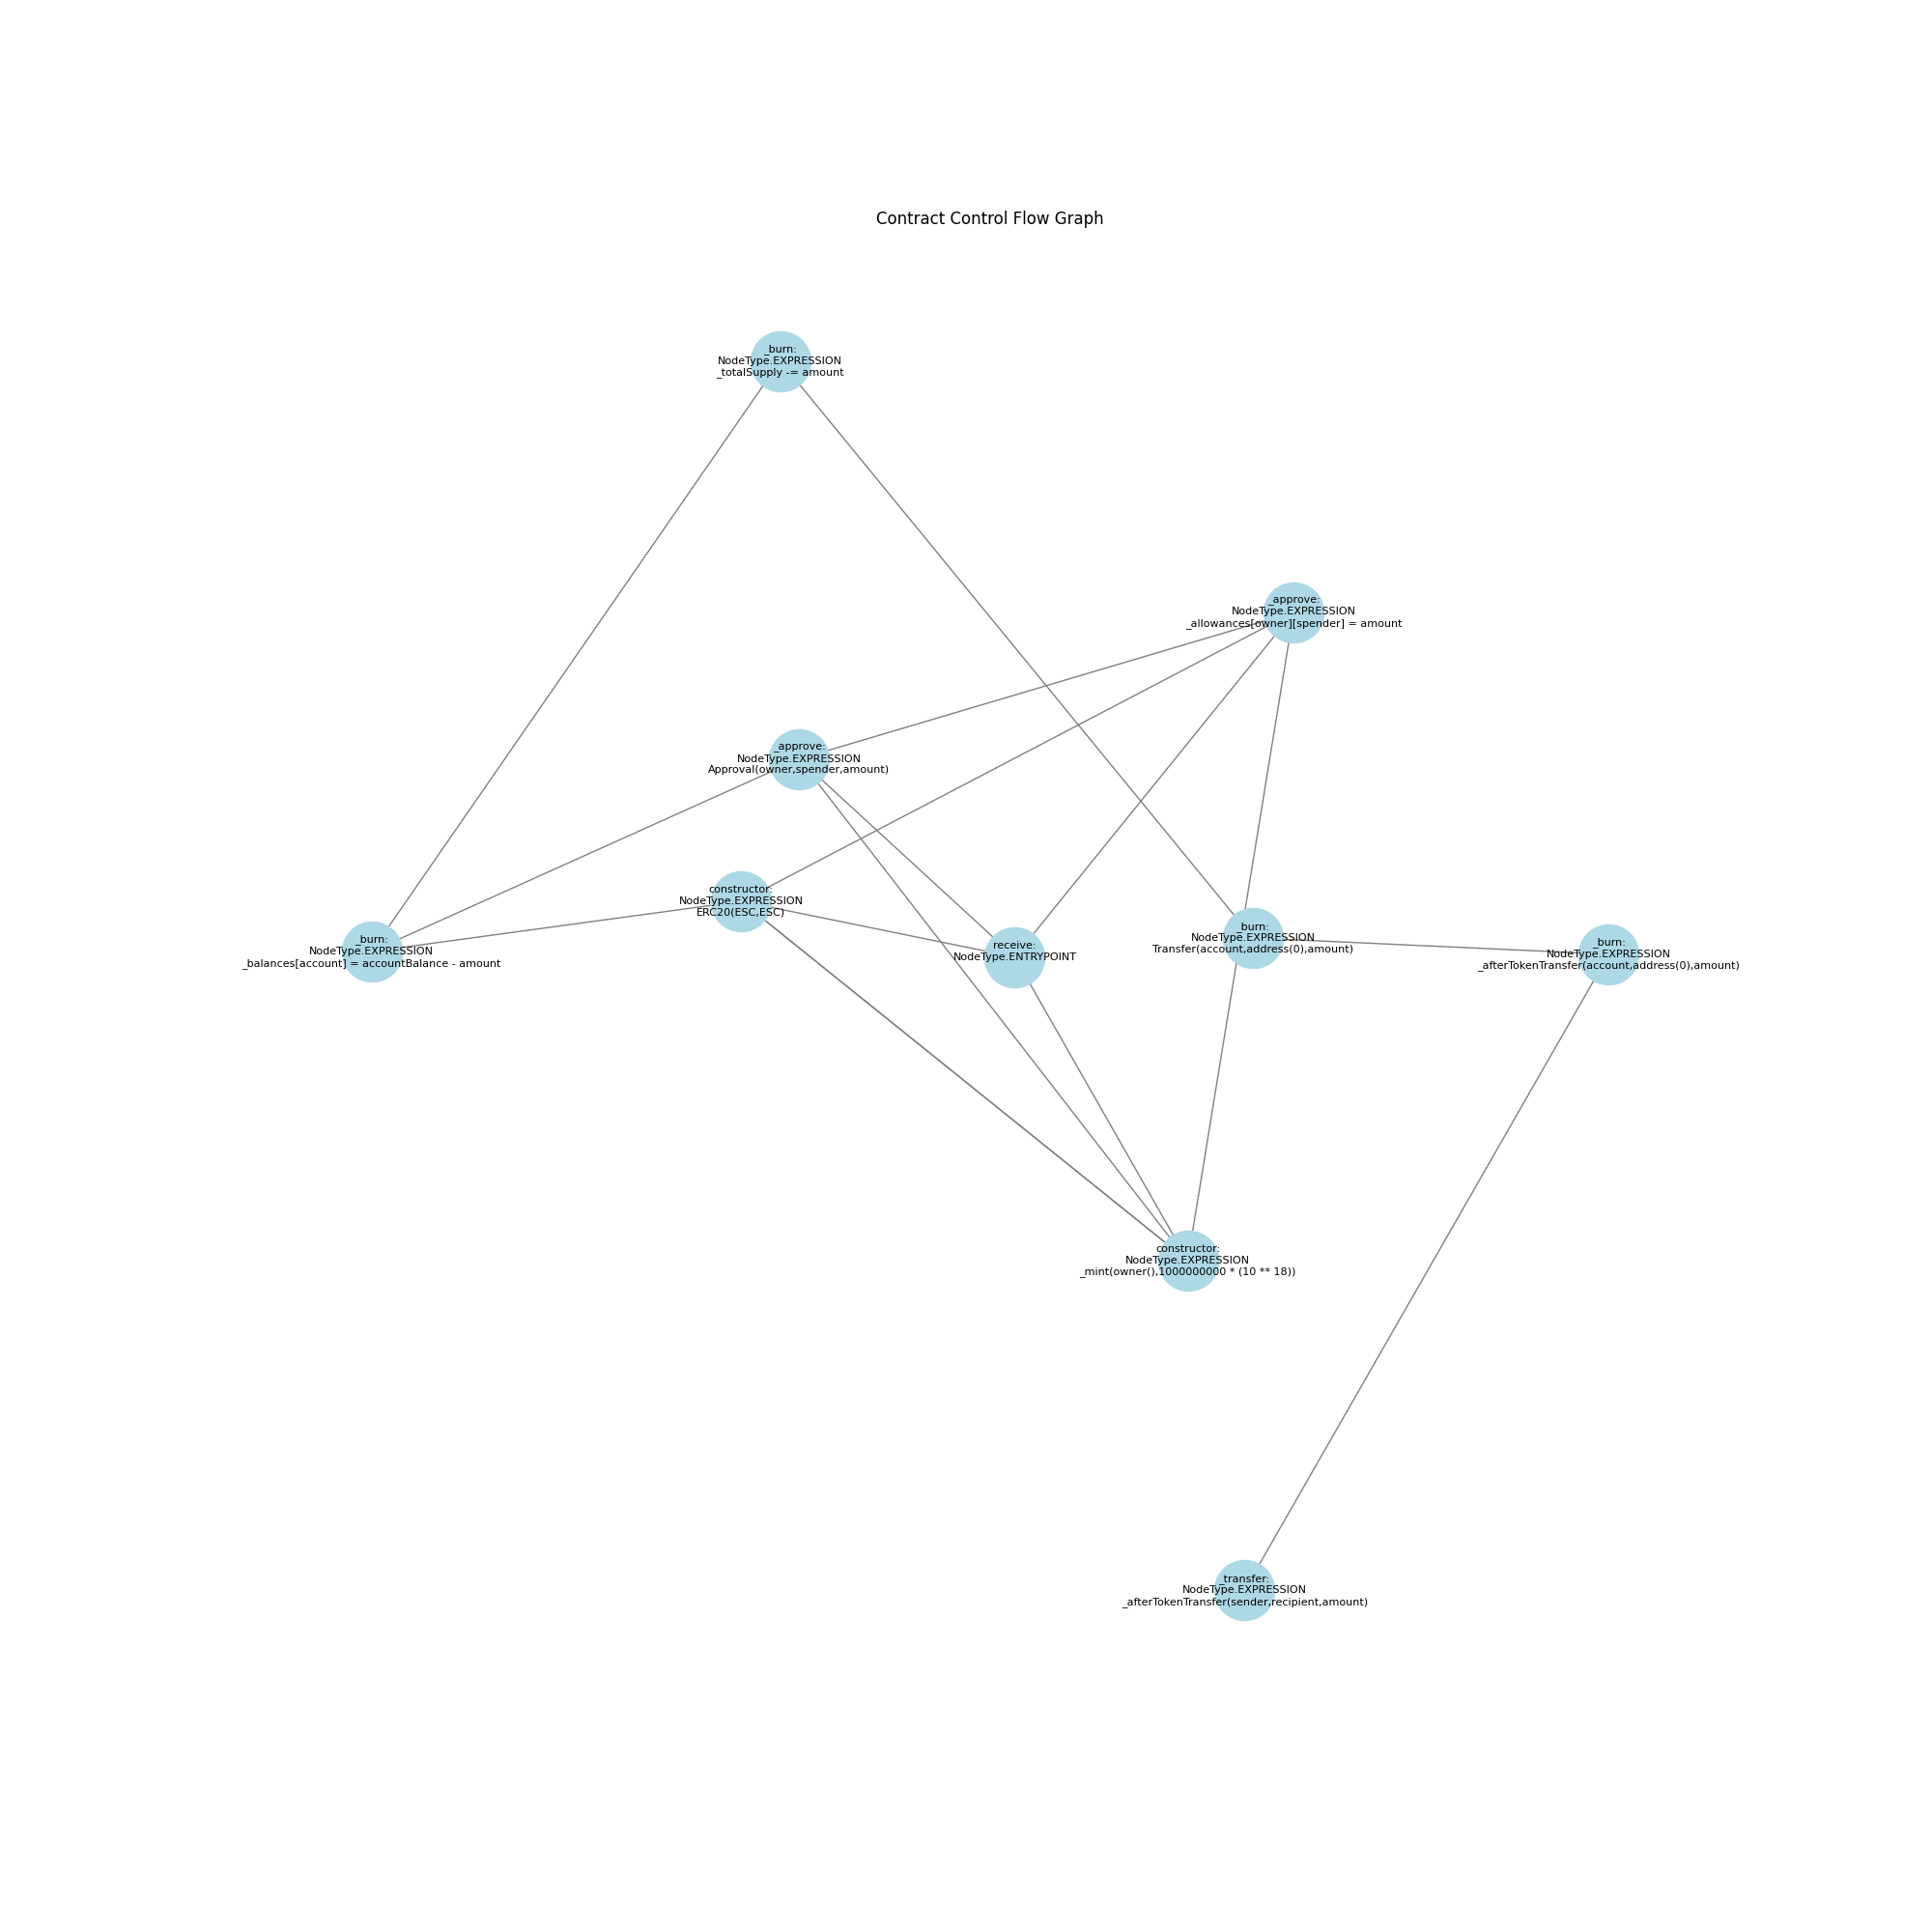 Contract Control Flow Graph
_burn:
NodeType.EXPRESSION
_totalSupply -= amount
_approve:
NodeType.EXPRESSION
_allowances[owner][spender] = amount
_approve:
NodeType.EXPRESSION
Approval(owner,spender,amount)
constructor:
NodeType.EXPRESSION
ERC20(ESC,ESC)
_burn:
NodeType.EXPRESSION
_balances[account] = accountBalance - amount
receive:
NodeType.ENTRYPOINT
_burn:
NodeType.EXPRESSION
Transfer(account,address(0),amount)
_burn:
NodeType.EXPRESSION
_afterTokenTransfer(account,address(0),amount)
constructor:
NodeType.EXPRESSION
_mint(owner(),1000000000 * (10 ** 18))
_transfer:
NodeType.EXPRESSION
_afterTokenTransfer(sender,recipient,amount)